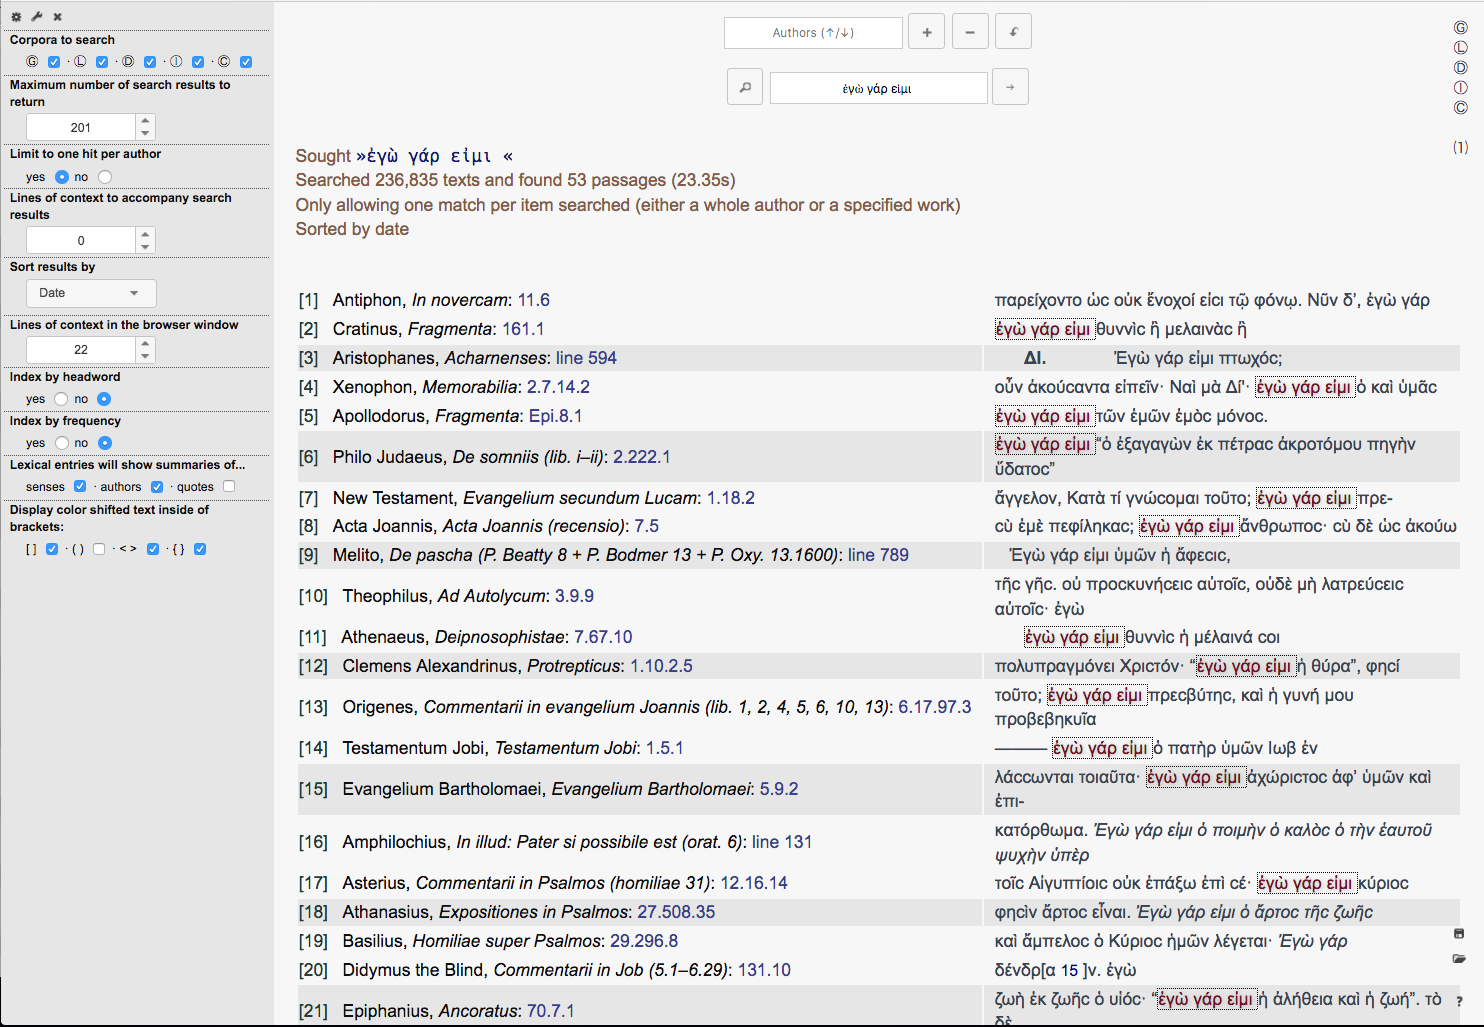 Corpora to search
Ⓖ · Ⓛ · Ⓓ · Ⓘ · Ⓒ
Maximum number of search results to
return
201
Limit to one hit per author
yes no
Lines of context to accompany search
results
0
Sort results by
Date
Lines of context in the browser window
22
Index by headword
yes no
Index by frequency
yes no
Lexical entries will show summaries of...
senses · authors · quotes
Display color shifted text inside of
brackets:
[ ] · ( ) · < > · { }
Authors (↑/↓)
+
−
ἐγὼ γάρ εἰμι
→
Ⓖ
Ⓛ
Ⓓ
Ⓘ
Ⓒ
(1)
Sought »ἐγὼ γάρ εἰμι «
Searched 236,835 texts and found 53 passages (23.35s)
Only allowing one match per item searched (either a whole author or a specified work)
Sorted by date
[1] Antiphon, In novercam: 11.6 παρείχοντο ὡϲ οὐκ ἔνοχοί εἰϲι τῷ φόνῳ. Νῦν δ’, ἐγὼ γάρ
[2] Cratinus, Fragmenta: 161.1 ἐγὼ γάρ εἰμι θυννὶϲ ἢ μελαινὰϲ ἢ
[3] Aristophanes, Acharnenses: line 594 ΔΙ. Ἐγὼ γάρ εἰμι πτωχόϲ;
[4] Xenophon, Memorabilia: 2.7.14.2 οὖν ἀκούϲαντα εἰπεῖν· Ναὶ μὰ Δί’· ἐγὼ γάρ εἰμι ὁ καὶ ὑμᾶϲ
[5] Apollodorus, Fragmenta: Epi.8.1 ἐγὼ γάρ εἰμι τῶν ἐμῶν ἐμὸϲ μόνοϲ.
[6] Philo Judaeus, De somniis (lib. i–ii): 2.222.1 ἐγὼ γάρ εἰμι “ὁ ἐξαγαγὼν ἐκ πέτραϲ ἀκροτόμου πηγὴν
ὕδατοϲ”
[7] New Testament, Evangelium secundum Lucam: 1.18.2 ἄγγελον, Κατὰ τί γνώϲομαι τοῦτο; ἐγὼ γάρ εἰμι πρε-
[8] Acta Joannis, Acta Joannis (recensio): 7.5 ϲὺ ἐμὲ πεφίληκαϲ; ἐγὼ γάρ εἰμι ἄνθρωποϲ· ϲὺ δὲ ὡϲ ἀκούω
[9] Melito, De pascha (P. Beatty 8 + P. Bodmer 13 + P. Oxy. 13.1600): line 789 Ἐγὼ γάρ εἰμι ὑμῶν ἡ ἄφεϲιϲ,
[10] Theophilus, Ad Autolycum: 3.9.9 τῆϲ γῆϲ. οὐ προϲκυνήϲειϲ αὐτοῖϲ, οὐδὲ μὴ λατρεύϲειϲ
αὐτοῖϲ· ἐγὼ
[11] Athenaeus, Deipnosophistae: 7.67.10 ἐγὼ γάρ εἰμι θυννὶϲ ἡ μέλαινά ϲοι
[12] Clemens Alexandrinus, Protrepticus: 1.10.2.5 πολυπραγμόνει Χριϲτόν· “ἐγὼ γάρ εἰμι ἡ θύρα”, φηϲί
[13] Origenes, Commentarii in evangelium Joannis (lib. 1, 2, 4, 5, 6, 10, 13): 6.17.97.3 τοῦτο; ἐγὼ γάρ εἰμι πρεϲβύτηϲ, καὶ ἡ γυνή μου
προβεβηκυῖα
[14] Testamentum Jobi, Testamentum Jobi: 1.5.1 ——— ἐγὼ γάρ εἰμι ὁ πατὴρ ὑμῶν Ιωβ ἐν
[15] Evangelium Bartholomaei, Evangelium Bartholomaei: 5.9.2 λάϲϲωνται τοιαῦτα· ἐγὼ γάρ εἰμι ἀχώριϲτοϲ ἀφ’ ὑμῶν καὶ
ἐπι-
[16] Amphilochius, In illud: Pater si possibile est (orat. 6): line 131 κατόρθωμα. Ἐγὼ γάρ εἰμι ὁ ποιμὴν ὁ καλὸϲ ὁ τὴν ἑαυτοῦ
ψυχὴν ὑπὲρ
[17] Asterius, Commentarii in Psalmos (homiliae 31): 12.16.14 τοῖϲ Αἰγυπτίοιϲ οὐκ ἐπάξω ἐπὶ ϲέ· ἐγὼ γάρ εἰμι κύριοϲ
[18] Athanasius, Expositiones in Psalmos: 27.508.35 φηϲὶν ἄρτοϲ εἶναι. Ἐγὼ γάρ εἰμι ὁ ἄρτοϲ τῆϲ ζωῆϲ
[19] Basilius, Homiliae super Psalmos: 29.296.8 καὶ ἄμπελοϲ ὁ Κύριοϲ ἡμῶν λέγεται· Ἐγὼ γάρ
[20] Didymus the Blind, Commentarii in Job (5.1–6.29): 131.10 δένδρ[α 15 ]ν. ἐγὼ
[21] Epiphanius, Ancoratus: 70.7.1 ζωὴ ἐκ ζωῆϲ ὁ υἱόϲ· “ἐγὼ γάρ εἰμι ἡ ἀλήθεια καὶ ἡ ζωή”. τὸ
δὲ
?